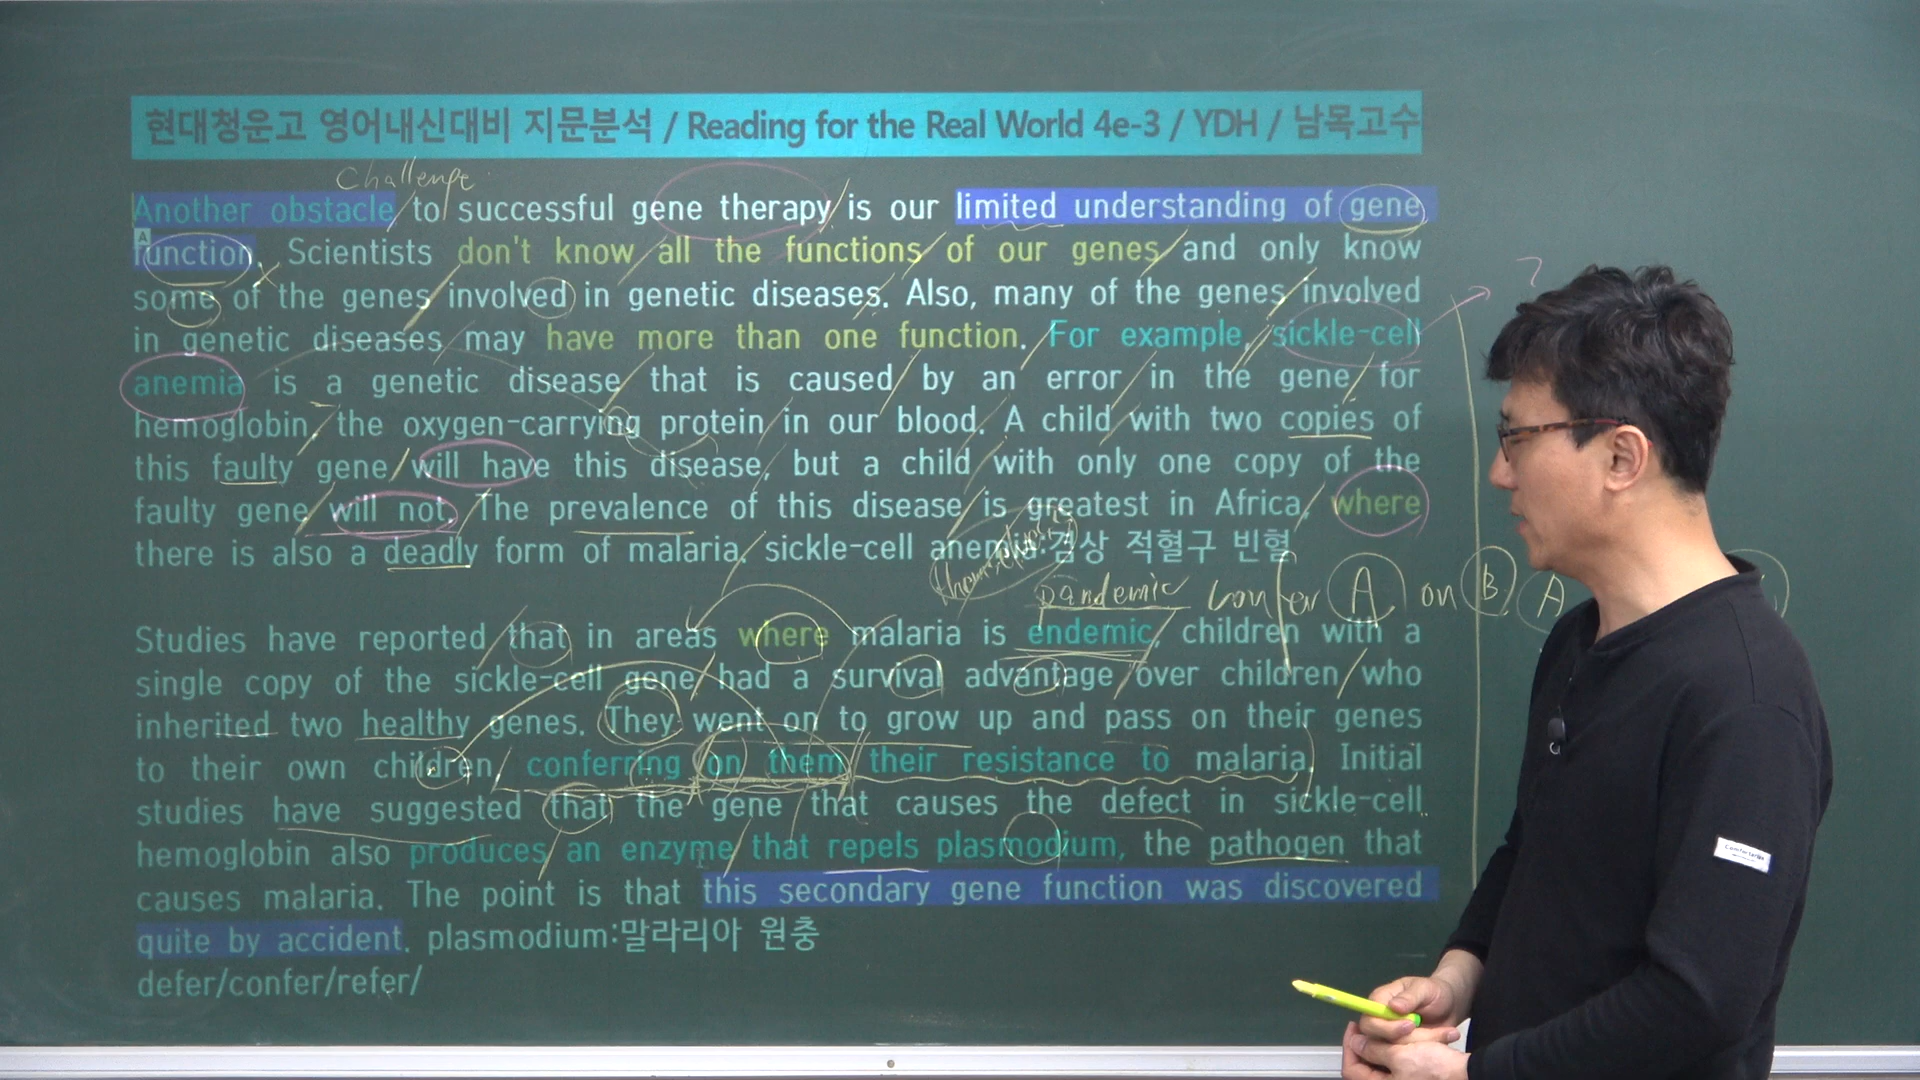 현대청운고 영어내신대비 지문분석 / Reading for the Real World 4e-3 / YDH / 남목고수
Challenge
Another obstacle to successful gene therapy is our limited understanding of gene
function. Scientists don't know all the functions of our genes and only know
some of the genes involved in genetic diseases. Also, many of the genes involved
in genetic diseases may have more than one function. For example, sickle-cell
anemia is a genetic disease that is caused by an error in the gene for
hemoglobin, the oxygen-carrying protein in our blood. A child with two copies of
this faulty gene will have this disease, but a child with only one copy of the
faulty gene will not. The prevalence of this disease is greatest in Africa, where
there is also a deadly form of malaria. sickle-cell anemia:겸상 적혈구 빈혈
themselves
pandemic confer A on B A
Studies have reported that in areas where malaria is endemic, children with a
single copy of the sickle-cell gene had a survival advantage over children who
inherited two healthy genes. They went on to grow up and pass on their genes
to their own children, conferring on them their resistance to malaria. Initial
studies have suggested that the gene that causes the defect in sickle-cell
hemoglobin also produces an enzyme that repels plasmodium, the pathogen that
causes malaria. The point is that this secondary gene function was discovered
quite by accident. plasmodium:말라리아 원충
defer/confer/refer/